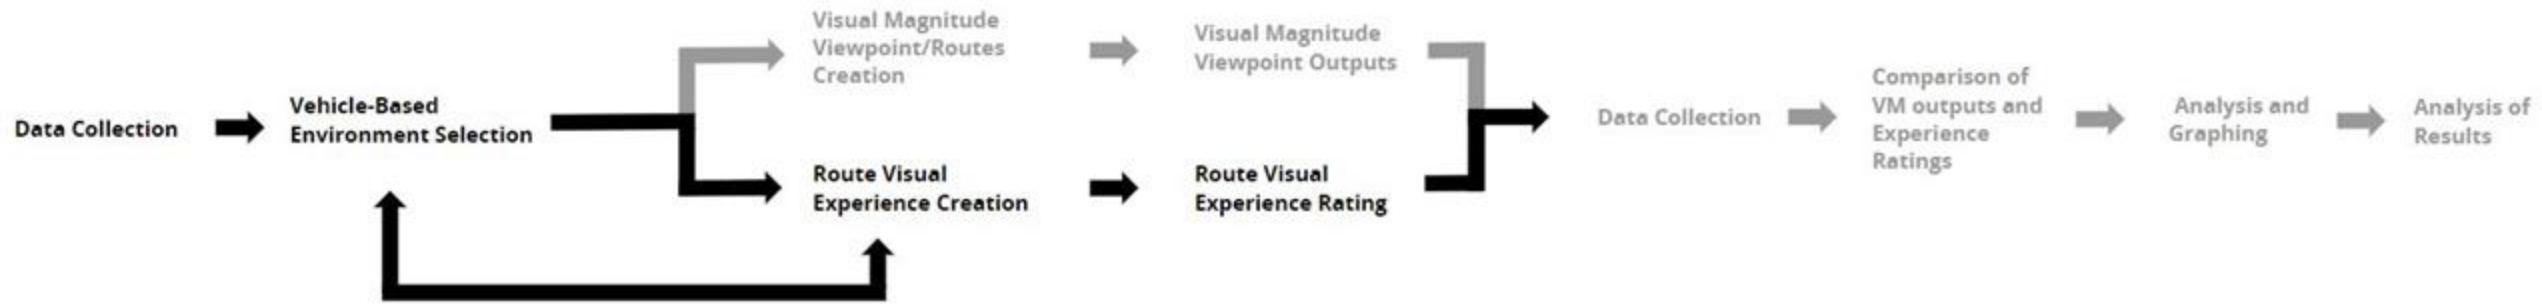 Data Collection
Vehicle-Based
Environment Selection
Visual Magnitude
Viewpoint/Routes
Creation
Visual Magnitude
Viewpoint Outputs
Route Visual
Experience Creation
Route Visual
Experience Rating
Data Collection
Comparison of
VM outputs and
Experience
Ratings
Analysis and
Graphing
Analysis of
Results